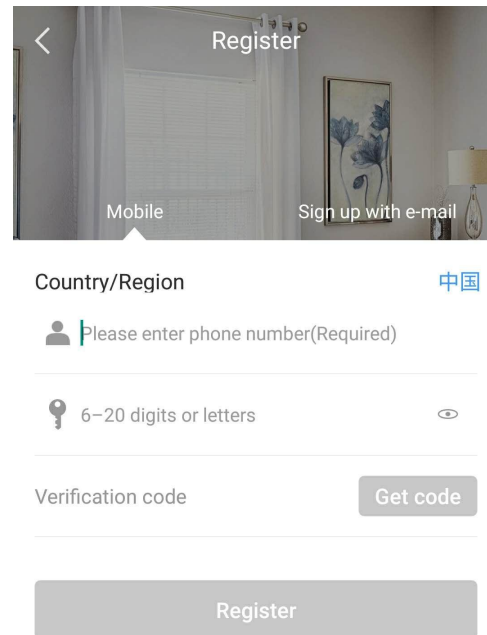 Register
Mobile
Sign up with e-mail
Country/Region
中国
Please enter phone number(Required)
6–20 digits or letters
Verification code
Get code
Register